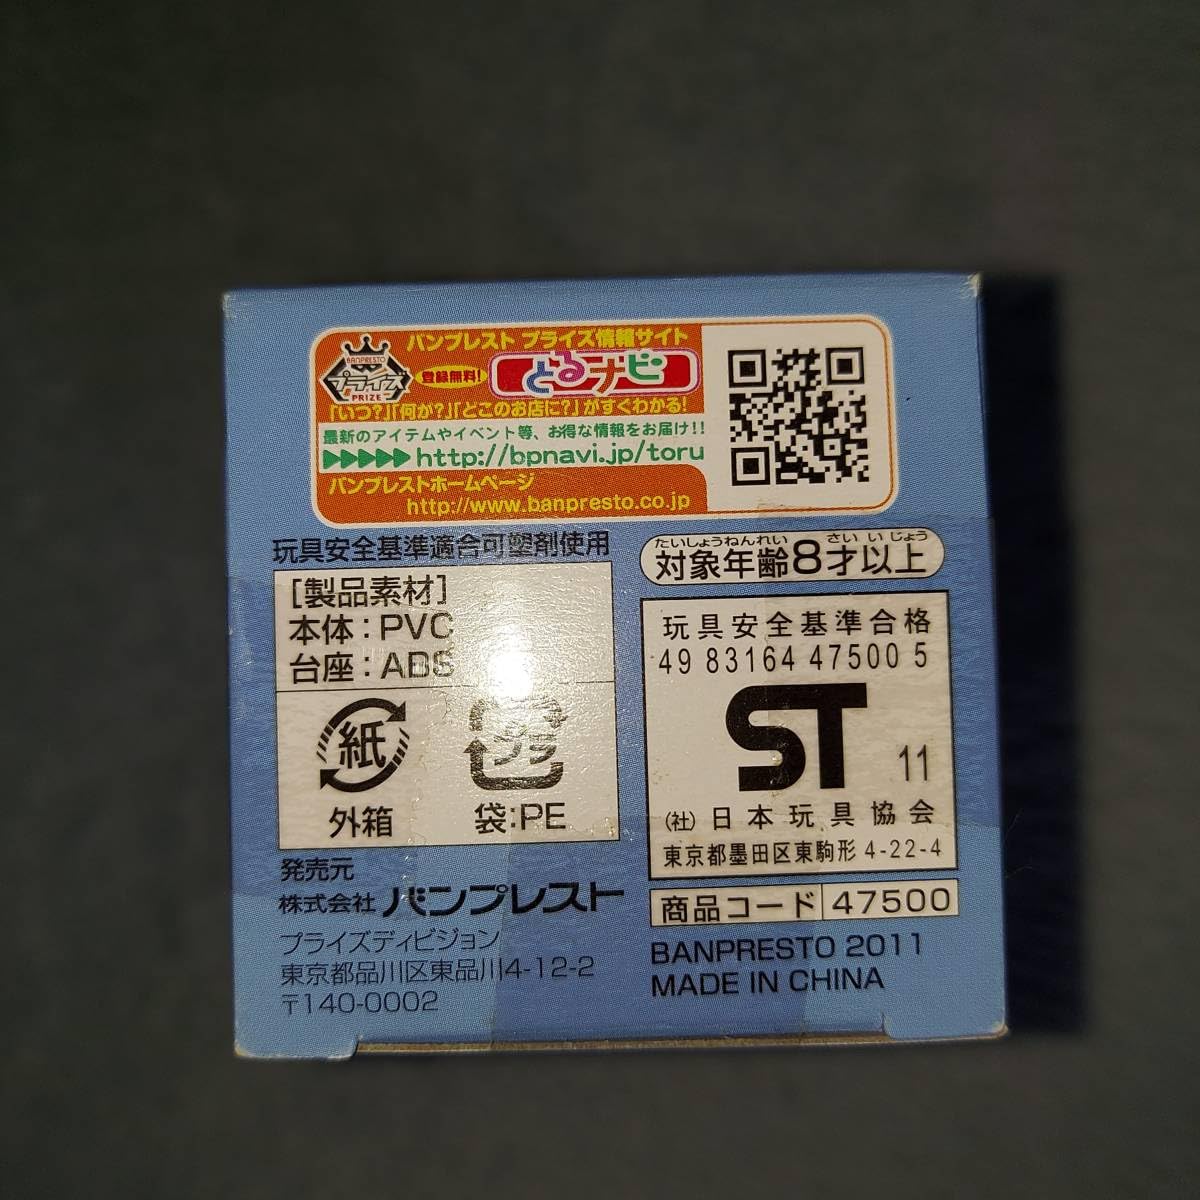 バンプレスト プライズ情報サイト
BANPRESTO
プライズ
PRIZE
登録無料!
とるナビ
「いつ?」「何が?」「どこのお店に?」がすぐわかる!
最新のアイテムやイベント等、お得な情報をお届け!!
http://bpnavi.jp/toru
バンプレストホームページ
http://www.banpresto.co.jp
玩具安全基準適合可塑剤使用
[製品素材]
本体:PVC
台座:ABS
紙
外箱
プラ
袋:PE
発売元
株式会社 バンプレスト
プライズディビジョン
東京都品川区東品川4-12-2
〒140-0002
たいしょうねんれい さい いじょう
対象年齢8才以上
玩具安全基準合格
49 83164 47500 5
ST
11
(社)日本玩具協会
東京都墨田区東駒形 4-22-4
商品コード 47500
BANPRESTO 2011
MADE IN CHINA